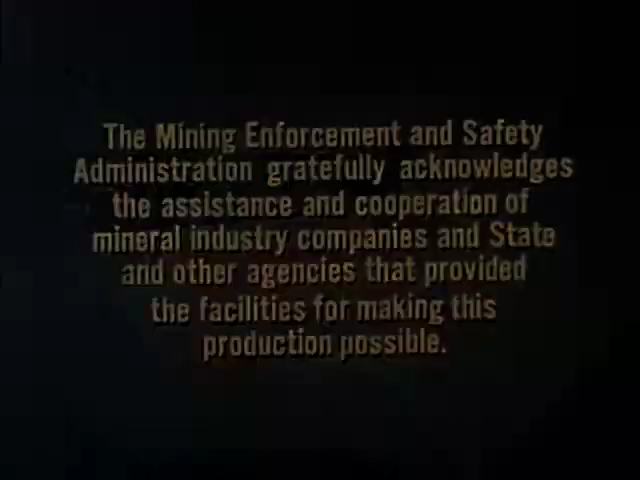 The Mining Enforcement and Safety
Administration gratefully acknowledges
the assistance and cooperation of
mineral industry companies and State
and other agencies that provided
the facilities for making this
production possible.